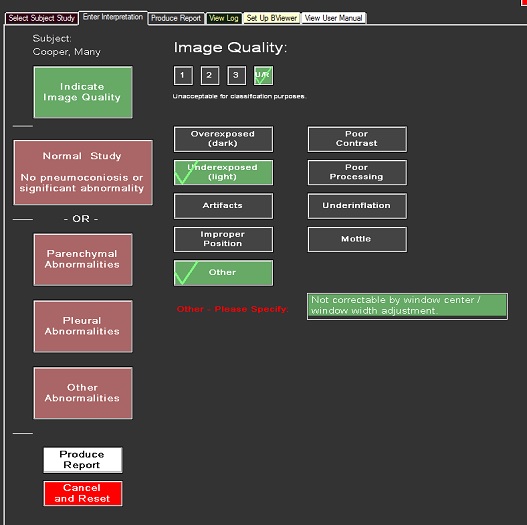 Select Subject Study
Enter Interpretation
Produce Report
View Log
Set Up BViewer
View User Manual
Subject:
Cooper, Many
Indicate
Image Quality
Normal Study
No pneumoconiosis or
significant abnormality
- OR -
Parenchymal
Abnormalities
Pleural
Abnormalities
Other
Abnormalities
Produce
Report
Cancel
and Reset
Image Quality:
1
2
3
U/R
Unacceptable for classification purposes.
Overexposed
(dark)
Poor
Contrast
Underexposed
(light)
Poor
Processing
Artifacts
Underinflation
Improper
Position
Mottle
Other
Other - Please Specify:
Not correctable by window center /
window width adjustment.